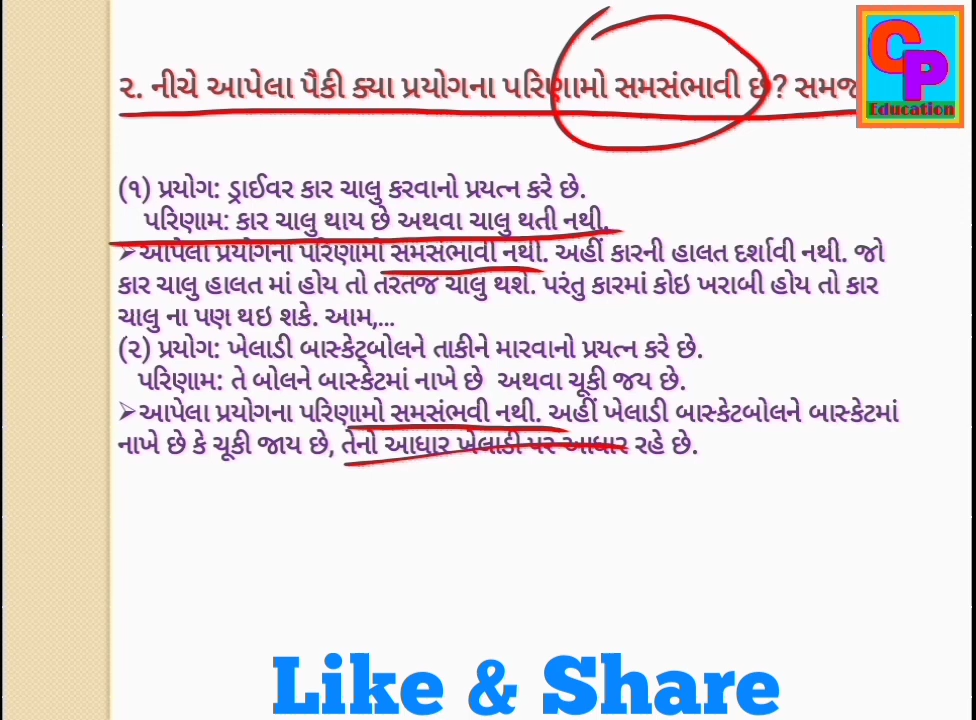 ૨. નીચે આપેલા પૈકી ક્યા પ્રયોગના પરિણામો સમસંભાવી છે? સમજ
CP
Education
(૧) પ્રયોગ: ડ્રાઈવર કાર ચાલુ કરવાનો પ્રયત્ન કરે છે.
પરિણામ: કાર ચાલુ થાય છે અથવા ચાલુ થતી નથી.
➢આપેલા પ્રયોગના પરિણામો સમસંભાવી નથી. અહીં કારની હાલત દર્શાવી નથી. જો
કાર ચાલુ હાલત માં હોય તો તરતજ ચાલુ થશે. પરંતુ કારમાં કોઇ ખરાબી હોય તો કાર
ચાલુ ના પણ થઇ શકે. આમ,...
(૨) પ્રયોગ: ખેલાડી બાસ્કેટ્બોલને તાકીને મારવાનો પ્રયત્ન કરે છે.
પરિણામ: તે બોલને બાસ્કેટમાં નાખે છે અથવા ચૂકી જય છે.
➢આપેલા પ્રયોગના પરિણામો સમસંભવી નથી. અહીં ખેલાડી બાસ્કેટબોલને બાસ્કેટમાં
નાખે છે કે ચૂકી જાય છે, તેનો આધાર ખેલાડી પર આધાર રહે છે.
Like & Share